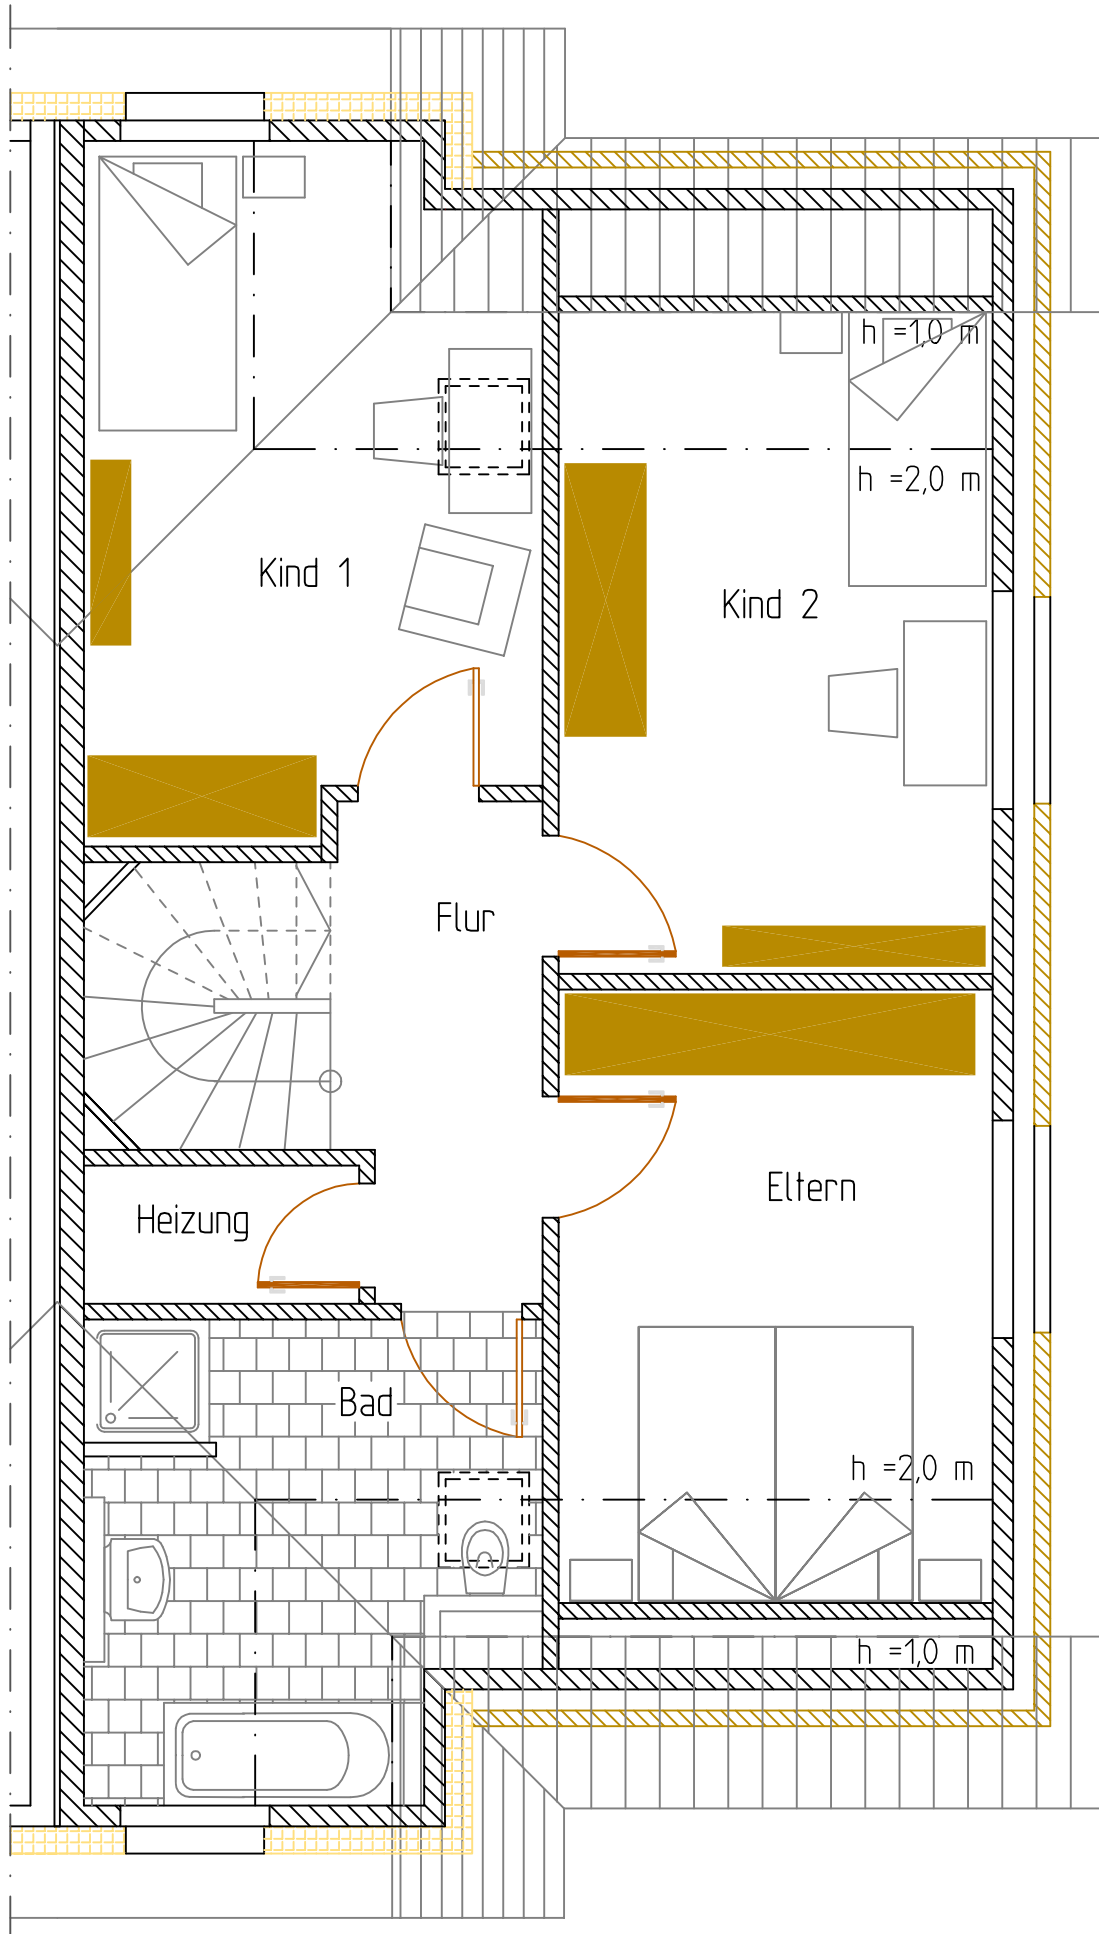 h =1,0 m
h =2,0 m
Kind 1
Kind 2
Flur
Eltern
Heizung
Bad
h =2,0 m
h =1,0 m